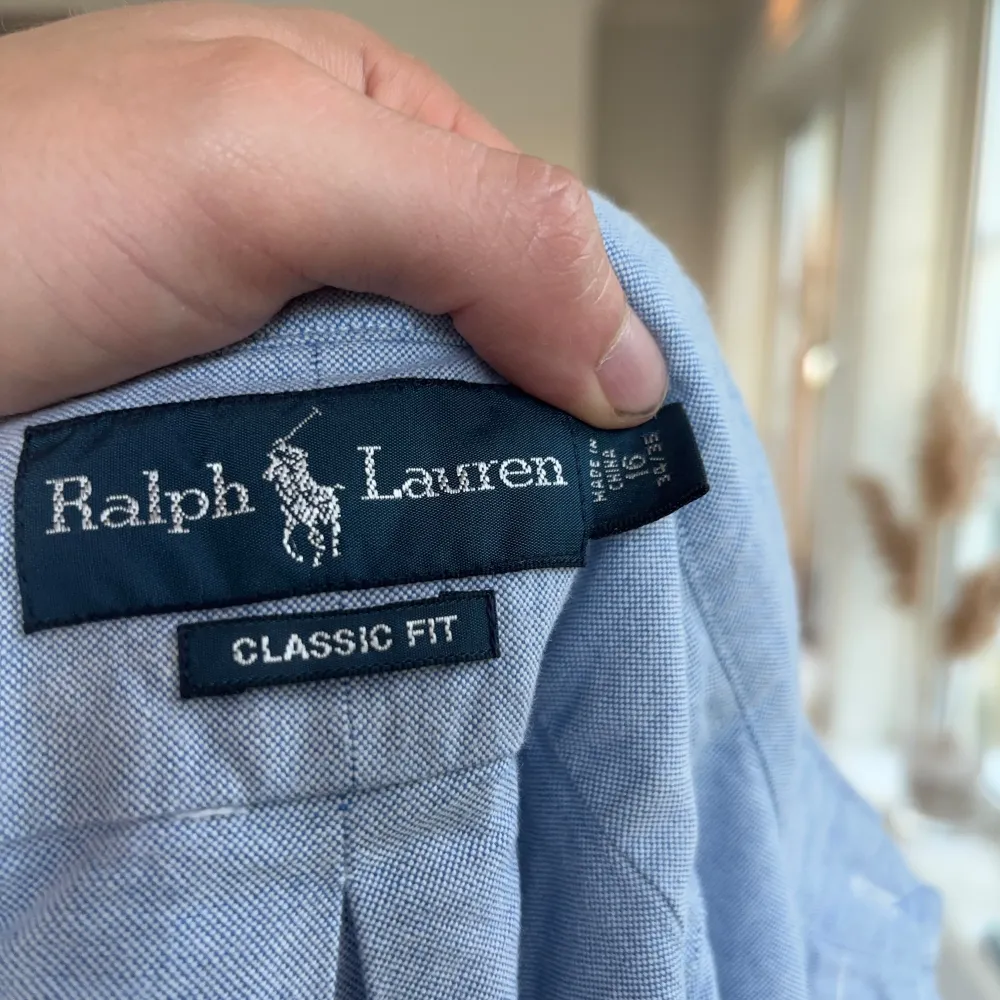 Ralph Lauren
MADE IN
CHINA
16
34/35
CLASSIC FIT